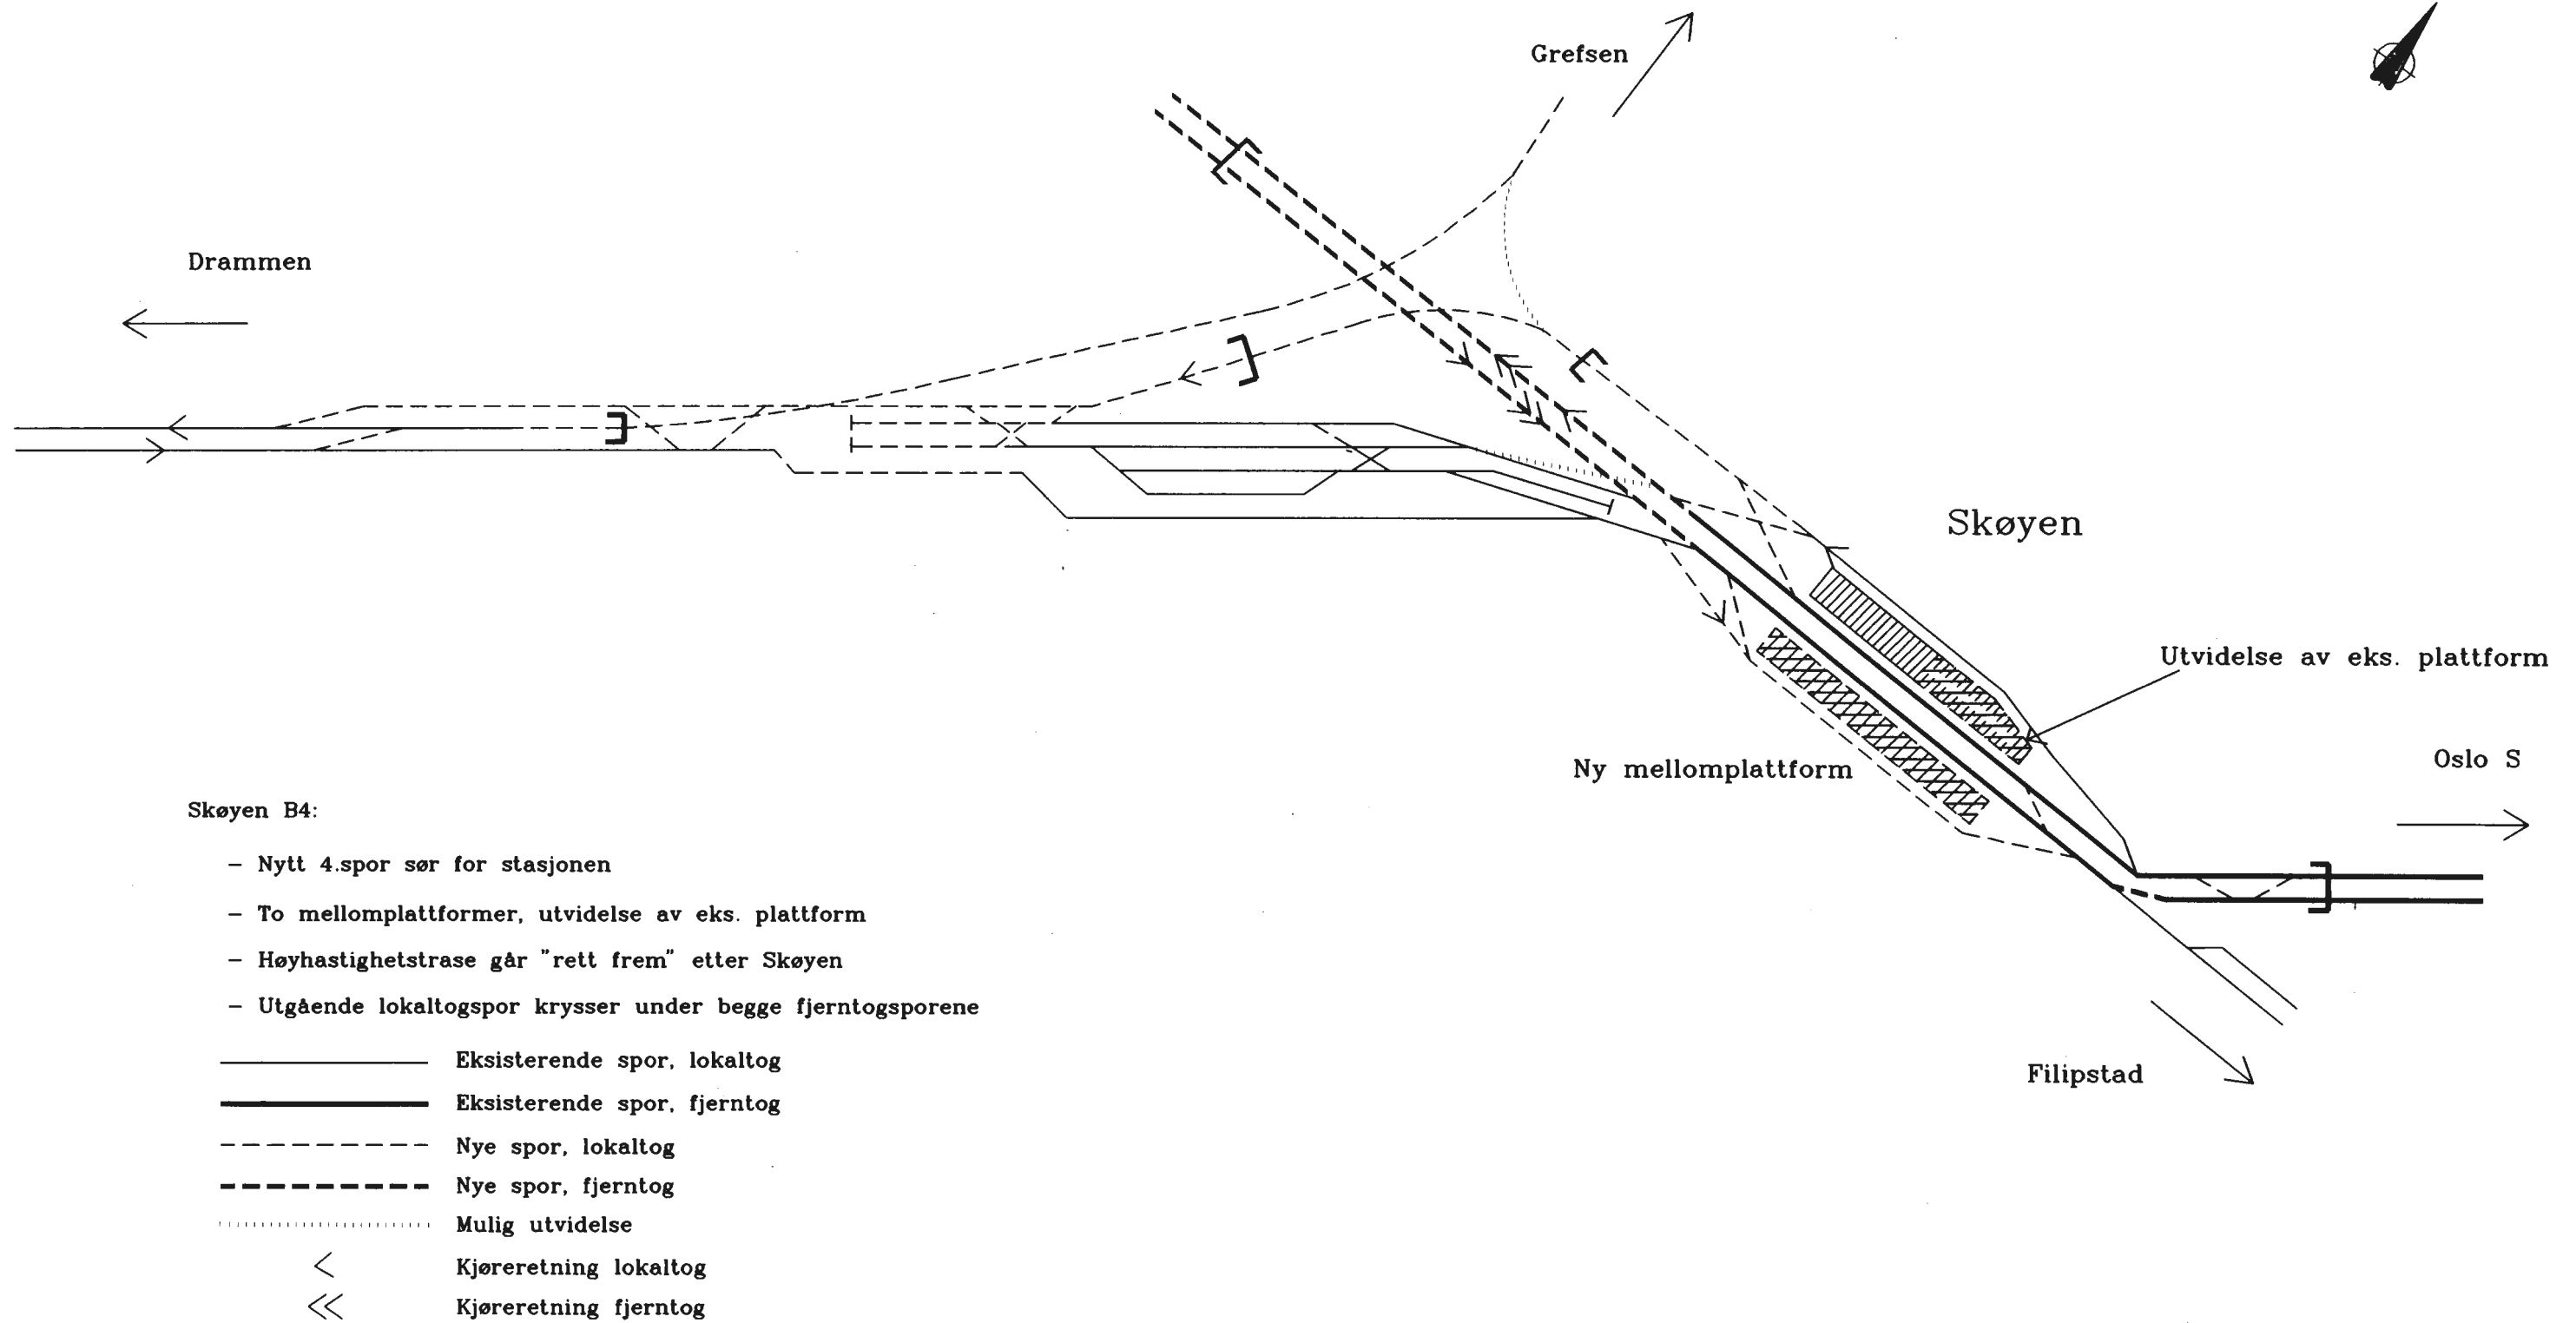 Grefsen
Drammen
Skøyen
Utvidelse av eks. plattform
Ny mellomplattform
Oslo S
Filipstad
Skøyen B4:
- Nytt 4.spor sør for stasjonen
- To mellomplattformer, utvidelse av eks. plattform
- Høyhastighetstrase går "rett frem" etter Skøyen
- Utgående lokaltogspor krysser under begge fjerntogsporene
Eksisterende spor, lokaltog
Eksisterende spor, fjerntog
Nye spor, lokaltog
Nye spor, fjerntog
Mulig utvidelse
Kjøreretning lokaltog
Kjøreretning fjerntog